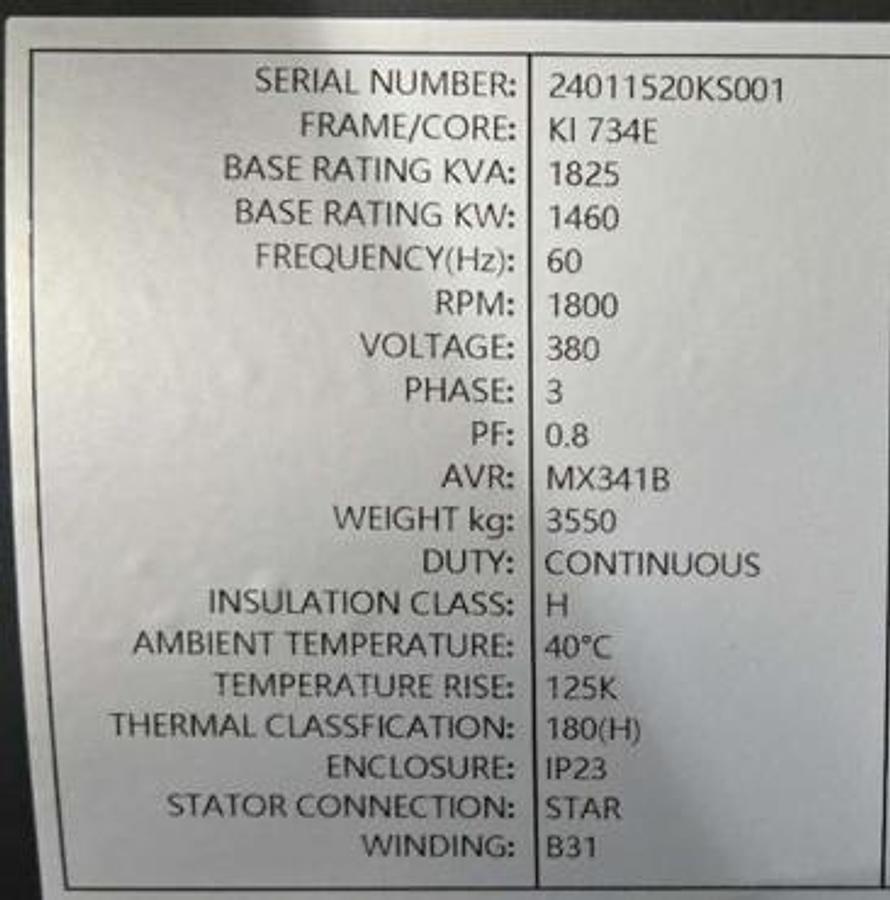 SERIAL NUMBER: 24011520KS001
FRAME/CORE: KI 734E
BASE RATING KVA: 1825
BASE RATING KW: 1460
FREQUENCY(Hz): 60
RPM: 1800
VOLTAGE: 380
PHASE: 3
PF: 0.8
AVR: MX341B
WEIGHT kg: 3550
DUTY: CONTINUOUS
INSULATION CLASS: H
AMBIENT TEMPERATURE: 40°C
TEMPERATURE RISE: 125K
THERMAL CLASSFICATION: 180(H)
ENCLOSURE: IP23
STATOR CONNECTION: STAR
WINDING: B31